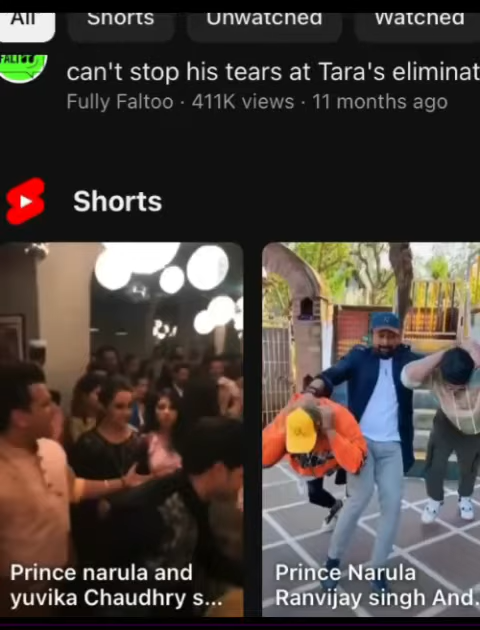 All
Shorts
Unwatched
Watched
FALTOO
can't stop his tears at Tara's eliminat
Fully Faltoo · 411K views · 11 months ago
Shorts
Prince narula and
yuvika Chaudhry s...
Prince Narula
Ranvijay singh And.